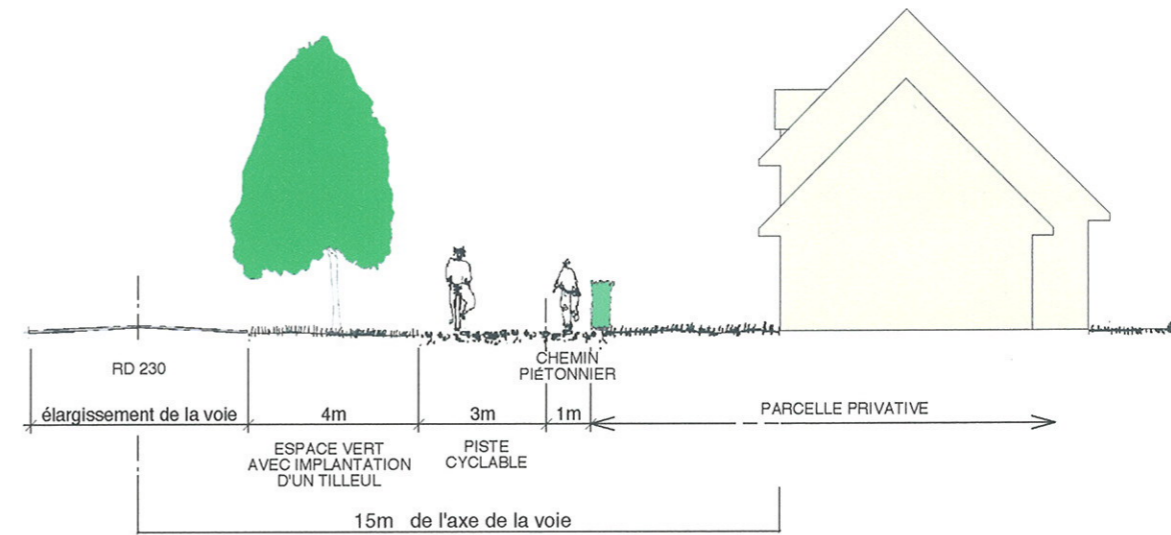 RD 230
CHEMIN
PIÉTONNIER
élargissement de la voie
4m
3m
1m
PARCELLE PRIVATIVE
ESPACE VERT
AVEC IMPLANTATION
D'UN TILLEUL
PISTE
CYCLABLE
15m de l'axe de la voie